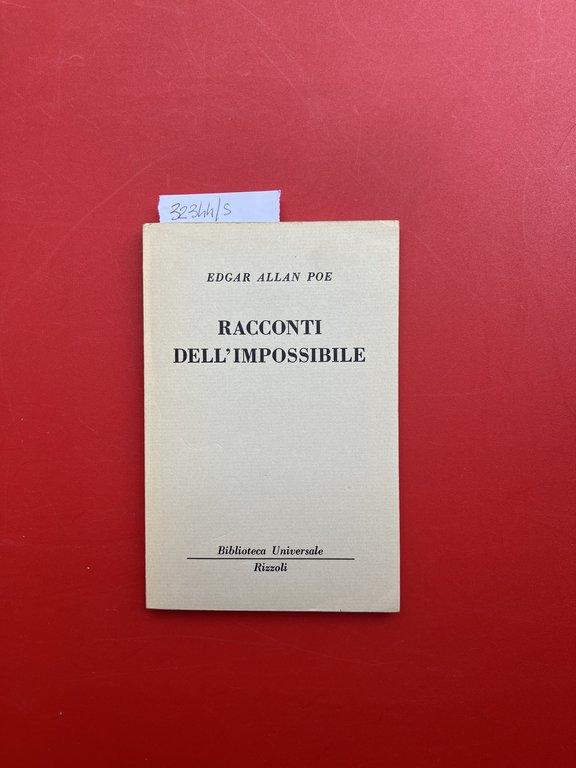 32344/S
EDGAR ALLAN POE
RACCONTI
DELL'IMPOSSIBILE
Biblioteca Universale
Rizzoli